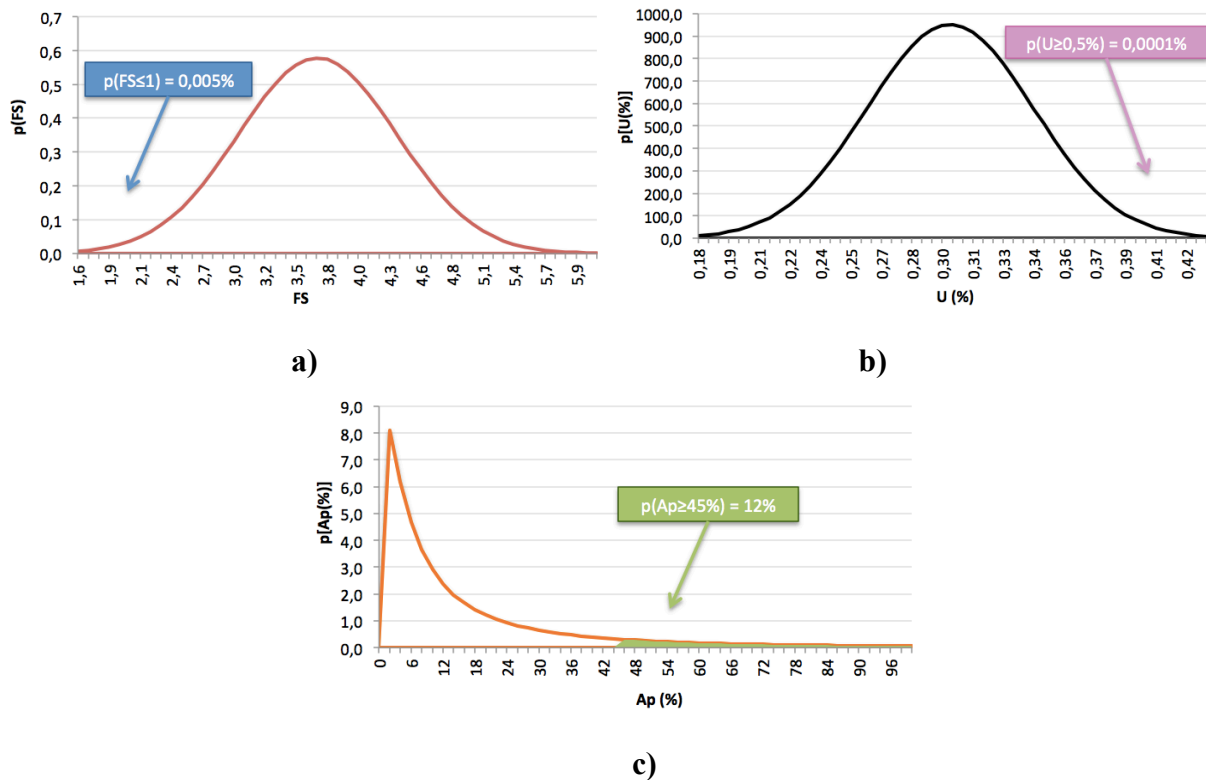 0,7
0,6
0,5
0,4
0,3
0,2
0,1
0,0
p(FS)
p(FS≤1) = 0,005%
1,6 1,9 2,1 2,4 2,7 3,0 3,2 3,5 3,8 4,0 4,3 4,6 4,8 5,1 5,4 5,7 5,9
FS
a)
1000,0
900,0
800,0
700,0
600,0
500,0
400,0
300,0
200,0
100,0
0,0
p[U(%)]
p(U≥0,5%) = 0,0001%
0,18 0,19 0,21 0,22 0,24 0,25 0,27 0,28 0,30 0,31 0,33 0,34 0,36 0,37 0,39 0,41 0,42
U (%)
b)
9,0
8,0
7,0
6,0
5,0
4,0
3,0
2,0
1,0
0,0
p[Ap(%)]
p(Ap≥45%) = 12%
0 6 12 18 24 30 36 42 48 54 60 66 72 78 84 90 96
Ap (%)
c)